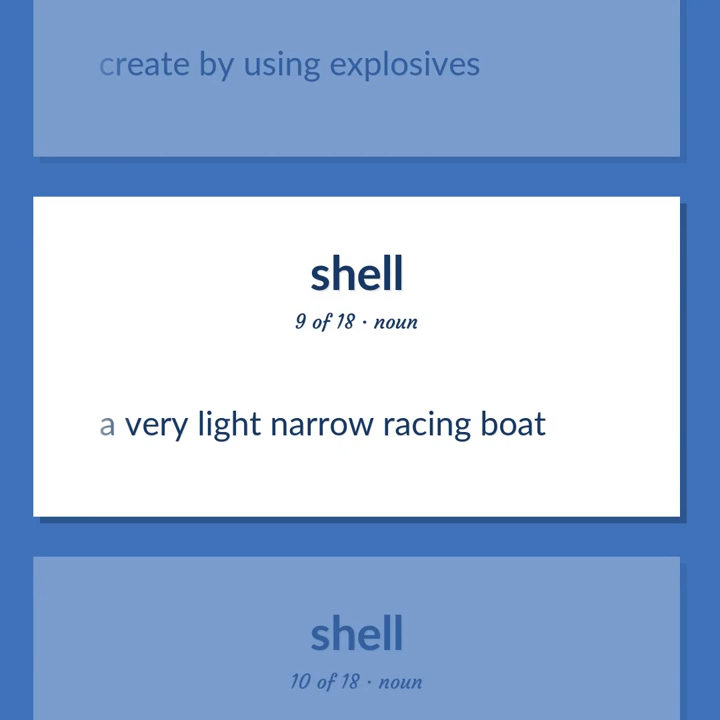 create by using explosives
shell
9 of 18 · noun
a very light narrow racing boat
shell
10 of 18 · noun